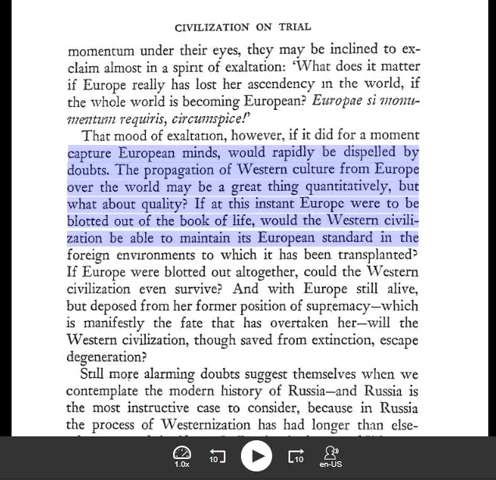 CIVILIZATION ON TRIAL
momentum under their eyes, they may be inclined to ex-
claim almost in a spirit of exaltation: 'What does it matter
if Europe really has lost her ascendency in the world, if
the whole world is becoming European? Europae si monu-
mentum requiris, circumspice!'
That mood of exaltation, however, if it did for a moment
capture European minds, would rapidly be dispelled by
doubts. The propagation of Western culture from Europe
over the world may be a great thing quantitatively, but
what about quality? If at this instant Europe were to be
blotted out of the book of life, would the Western civili-
zation be able to maintain its European standard in the
foreign environments to which it has been transplanted?
If Europe were blotted out altogether, could the Western
civilization even survive? And with Europe still alive,
but deposed from her former position of supremacy—which
is manifestly the fate that has overtaken her—will the
Western civilization, though saved from extinction, escape
degeneration?
Still more alarming doubts suggest themselves when we
contemplate the modern history of Russia—and Russia is
the most instructive case to consider, because in Russia
the process of Westernization has had longer than else-
1.0x
10
10
en-US